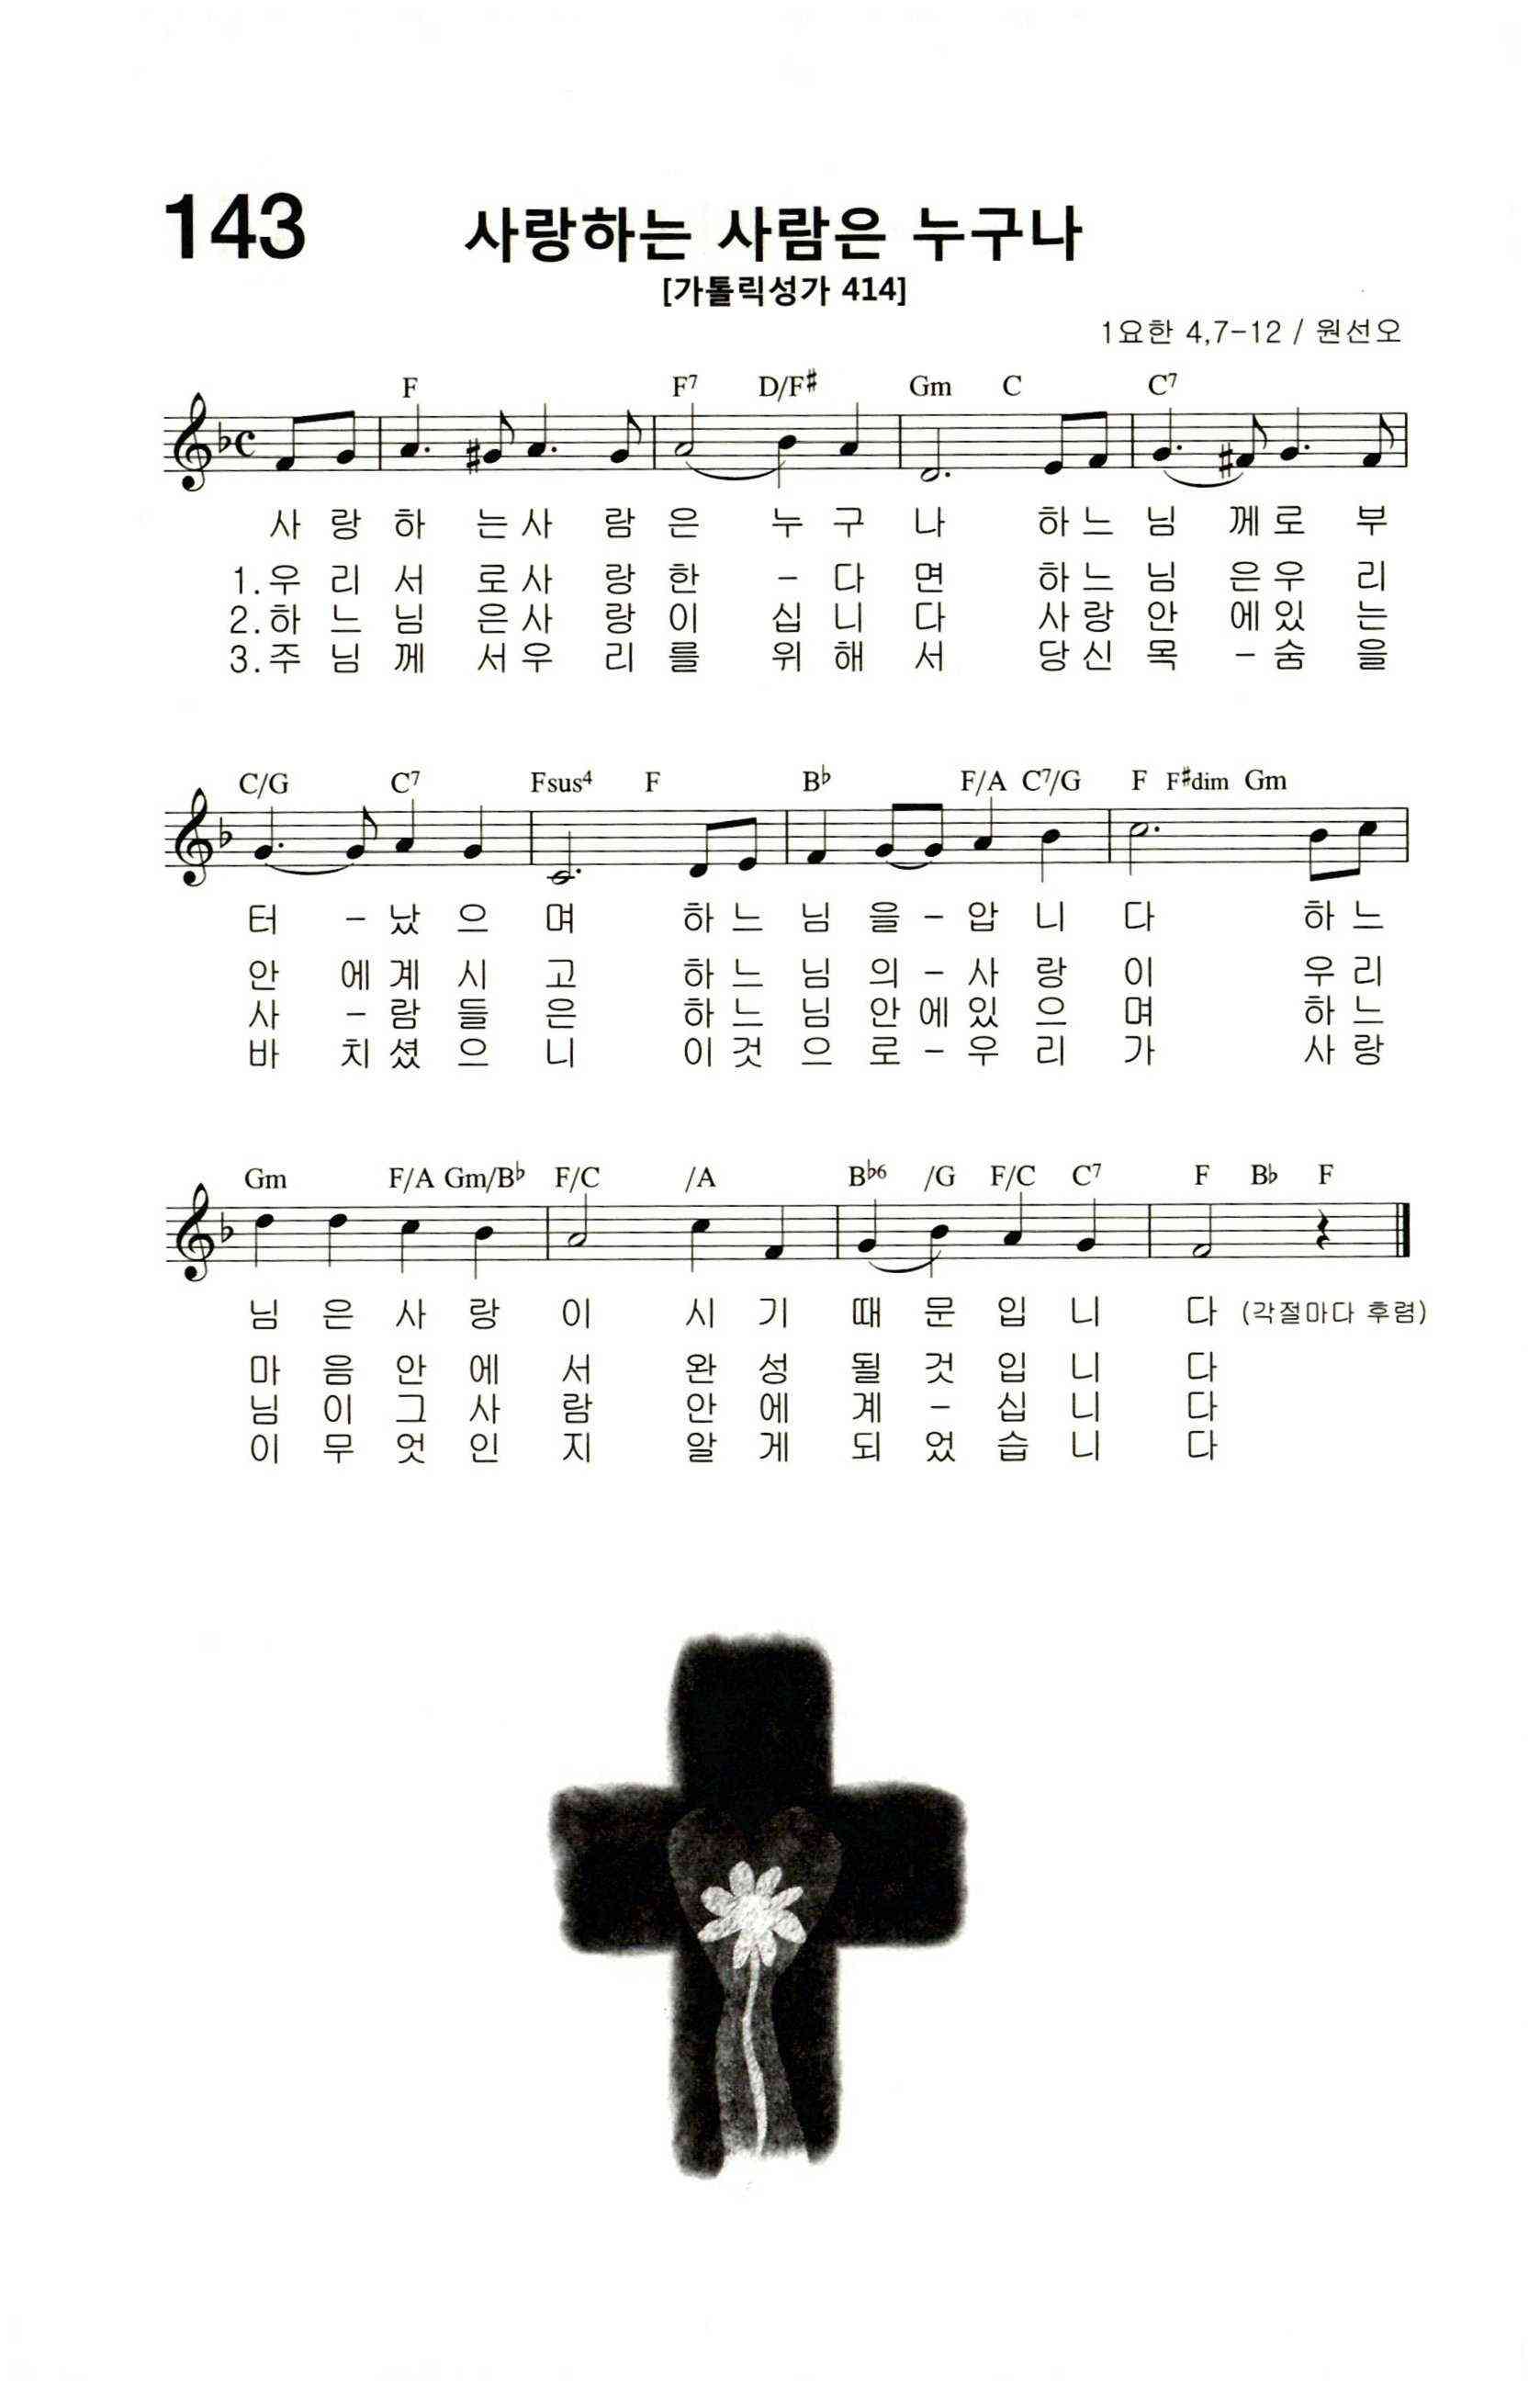 143 사랑하는 사람은 누구나
[가톨릭성가 414]
1요한 4,7-12 / 원선오
F F7 D/F♯ Gm C C7
사 랑 하 는 사 람 은 누 구 나 하 느 님 께 로 부
1. 우 리 서 로 사 랑 한 - 다 면 하 느 님 은 우 리
2. 하 느 님 은 사 랑 이 십 니 다 사 랑 안 에 있 는
3. 주 님 께 서 우 리 를 위 해 서 당 신 목 - 숨 을
C/G C7 Fsus4 F B♭ F/A C7/G F F♯dim Gm
터 - 났 으 며 하 느 님 을 - 압 니 다 하 느
안 에 계 시 고 하 느 님 의 - 사 랑 이 우 리
사 - 람 들 은 하 느 님 안 에 있 으 며 하 느
바 치 셨 으 니 이 것 으 로 - 우 리 가 사 랑
Gm F/A Gm/B♭ F/C /A B♭6 /G F/C C7 F B♭ F
님 은 사 랑 이 시 기 때 문 입 니 다 (각절마다 후렴)
마 음 안 에 서 완 성 될 것 입 니 다
님 이 그 사 람 안 에 계 - 십 니 다
이 무 엇 인 지 알 게 되 었 습 니 다